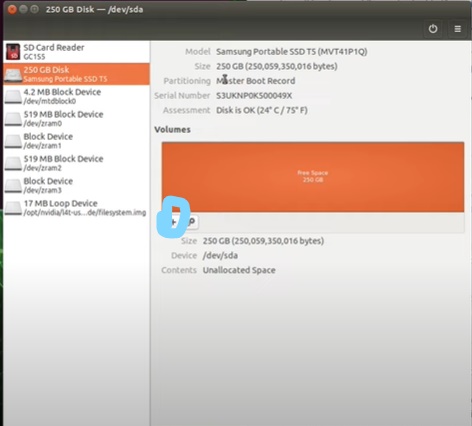 250 GB Disk — /dev/sda
SD Card Reader
GC155
250 GB Disk
Samsung Portable SSD T5
4.2 MB Block Device
/dev/mtdblock0
519 MB Block Device
/dev/zram0
Block Device
/dev/zram1
519 MB Block Device
/dev/zram2
Block Device
/dev/zram3
17 MB Loop Device
/opt/nvidia/l4t-us...de/filesystem.img
Model Samsung Portable SSD T5 (MVT41P1Q)
Size 250 GB (250,059,350,016 bytes)
Partitioning Master Boot Record
Serial Number S3UKNP0K500049X
Assessment Disk is OK (24° C / 75° F)
Volumes
Free Space
250 GB
Size 250 GB (250,059,350,016 bytes)
Device /dev/sda
Contents Unallocated Space